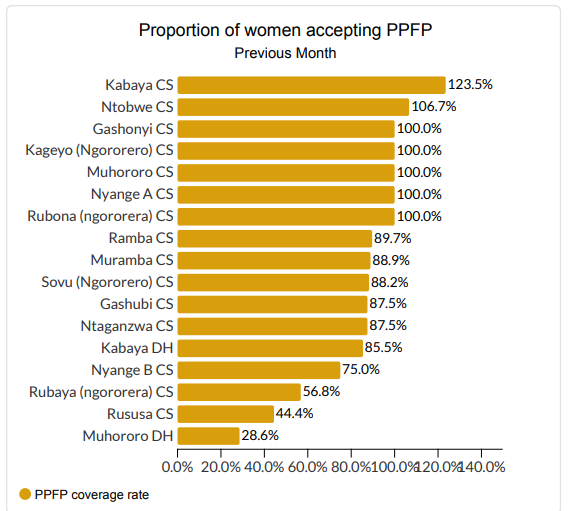 Proportion of women accepting PPFP
Previous Month
Kabaya CS 123.5%
Ntobwe CS 106.7%
Gashonyi CS 100.0%
Kageyo (Ngororero) CS 100.0%
Muhororo CS 100.0%
Nyange A CS 100.0%
Rubona (ngororera) CS 100.0%
Ramba CS 89.7%
Muramba CS 88.9%
Sovu (Ngororero) CS 88.2%
Gashubi CS 87.5%
Ntaganzwa CS 87.5%
Kabaya DH 85.5%
Nyange B CS 75.0%
Rubaya (ngororera) CS 56.8%
Rususa CS 44.4%
Muhororo DH 28.6%
0.0% 20.0% 40.0% 60.0% 80.0% 100.0% 120.0% 140.0%
PPFP coverage rate